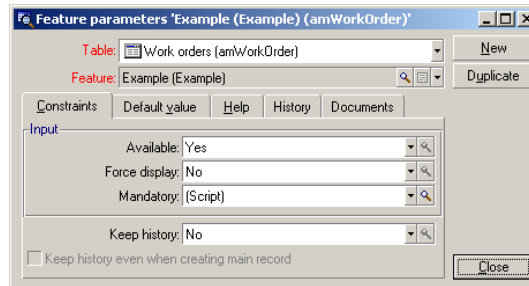 Feature parameters 'Example (Example) (amWorkOrder)'
Table: Work orders (amWorkOrder) New
Feature: Example (Example) Duplicate
Constraints Default value Help History Documents
Input
Available: Yes
Force display: No
Mandatory: (Script)
Keep history: No
Keep history even when creating main record
Close